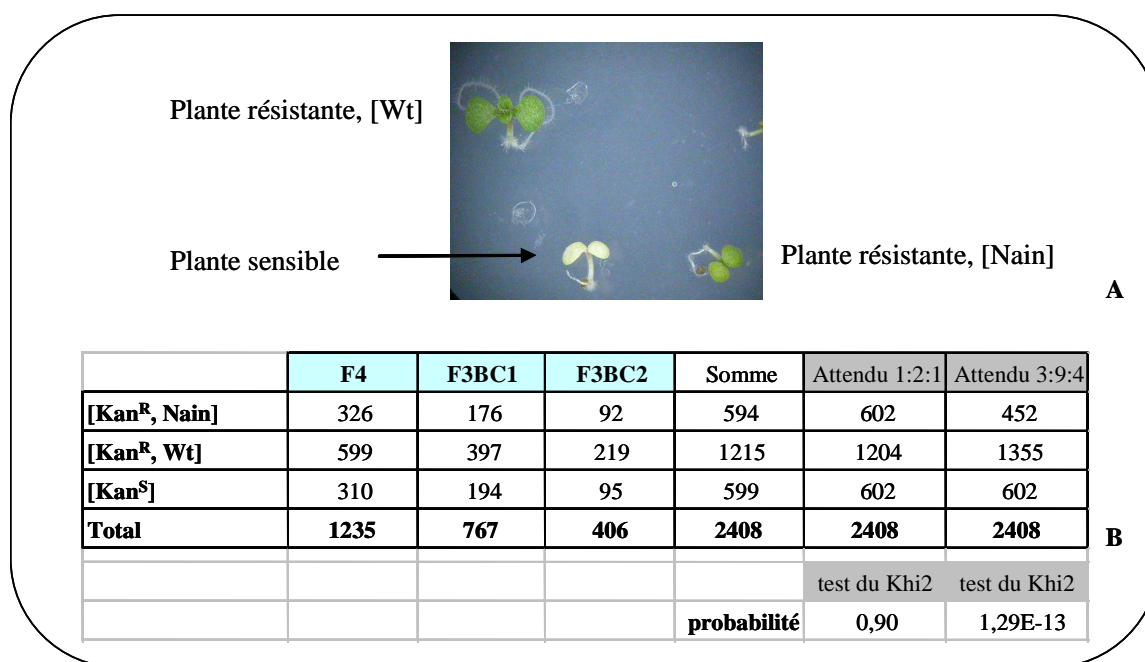 Plante résistante, [Wt]
Plante sensible
Plante résistante, [Nain]
A
F4 F3BC1 F3BC2 Somme Attendu 1:2:1 Attendu 3:9:4
[Kanᴿ, Nain] 326 176 92 594 602 452
[Kanᴿ, Wt] 599 397 219 1215 1204 1355
[Kanˢ] 310 194 95 599 602 602
Total 1235 767 406 2408 2408 2408
B
test du Khi2 test du Khi2
probabilité 0,90 1,29E-13